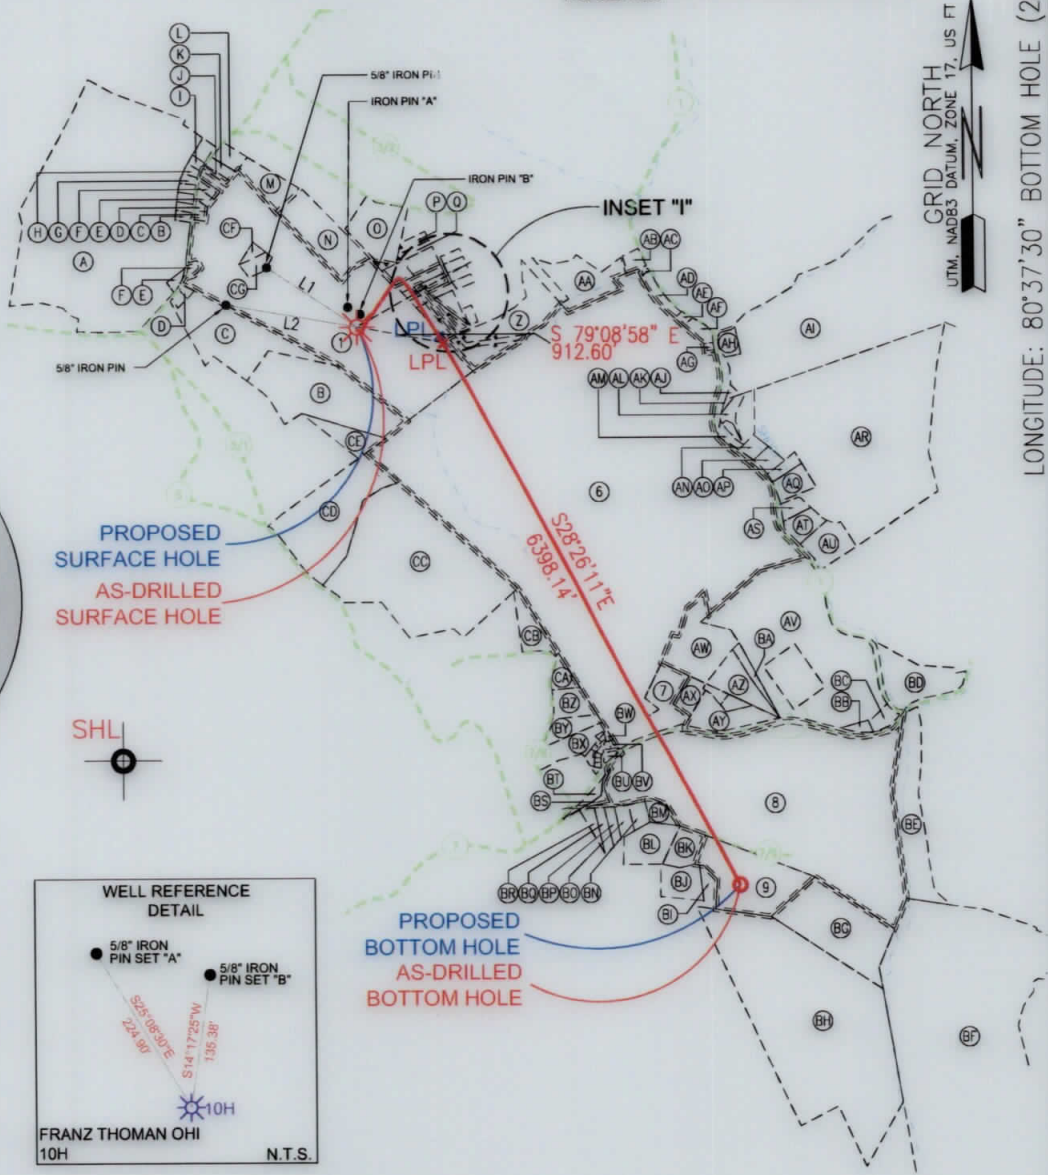 L
K
J
I
5/8" IRON PIN
IRON PIN "A"
IRON PIN "B"
P Q
INSET "I"
GRID NORTH
UTM, NAD83 DATUM, ZONE 17, US FT
N
LONGITUDE: 80°37'30" BOTTOM HOLE (2
M
N
O
H G F E D C B
A
CF
CG
L1
L2
F E
D
C
5/8" IRON PIN
1
LPL
LPL
Z
AA
AB AC
AD
AE
AF
AG
AH
AI
S 79°08'58" E
912.60'
B
AM AL AK AJ
AR
CE
6
AN AO AP
AQ
AS
AT
AU
CD
CC
PROPOSED
SURFACE HOLE
AS-DRILLED
SURFACE HOLE
S28°26'11"E
6398.14'
CB
AW
BA
AV
AZ
BC
BB
BD
7
AX
AY
CA
BZ
BY
BX
BW
BT
BU BV
BS
SHL
8
BE
BM
BL
BK
BJ
BI
9
BR BQ BP BO BN
BG
PROPOSED
BOTTOM HOLE
AS-DRILLED
BOTTOM HOLE
BH
BF
WELL REFERENCE
DETAIL
5/8" IRON
PIN SET "A"
5/8" IRON
PIN SET "B"
S25°08'30"E
224.90'
S14°17'25"W
135.38'
10H
FRANZ THOMAN OHI
10H
N.T.S.